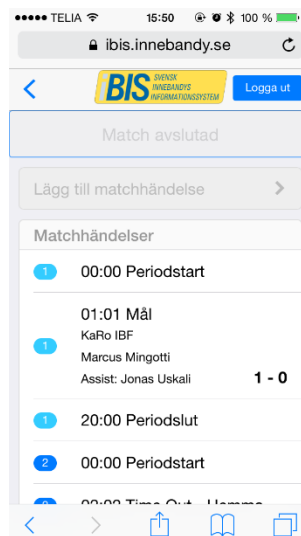 TELIA 15:50 100 %
ibis.innebandy.se
BIS SVENSK
INNEBANDYS
INFORMATIONSSYSTEM
Logga ut
Match avslutad
Lägg till matchhändelse
Matchhändelser
1 00:00 Periodstart
01:01 Mål
KaRo IBF
1 Marcus Mingotti
Assist: Jonas Uskali 1 - 0
1 20:00 Periodslut
2 00:00 Periodstart